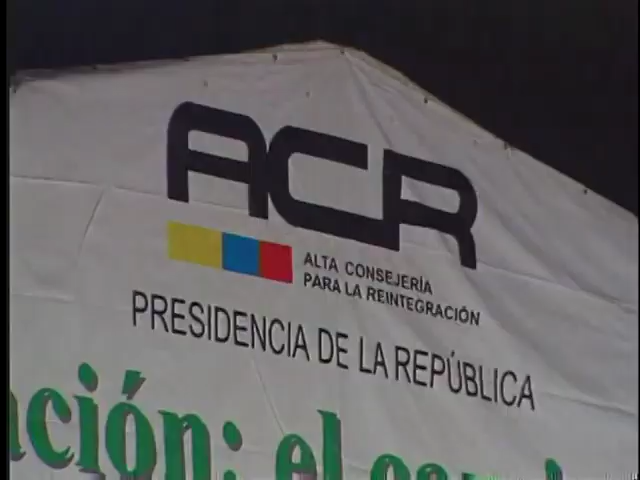 ACR
ALTA CONSEJERÍA
PARA LA REINTEGRACIÓN
PRESIDENCIA DE LA REPÚBLICA
ación: el